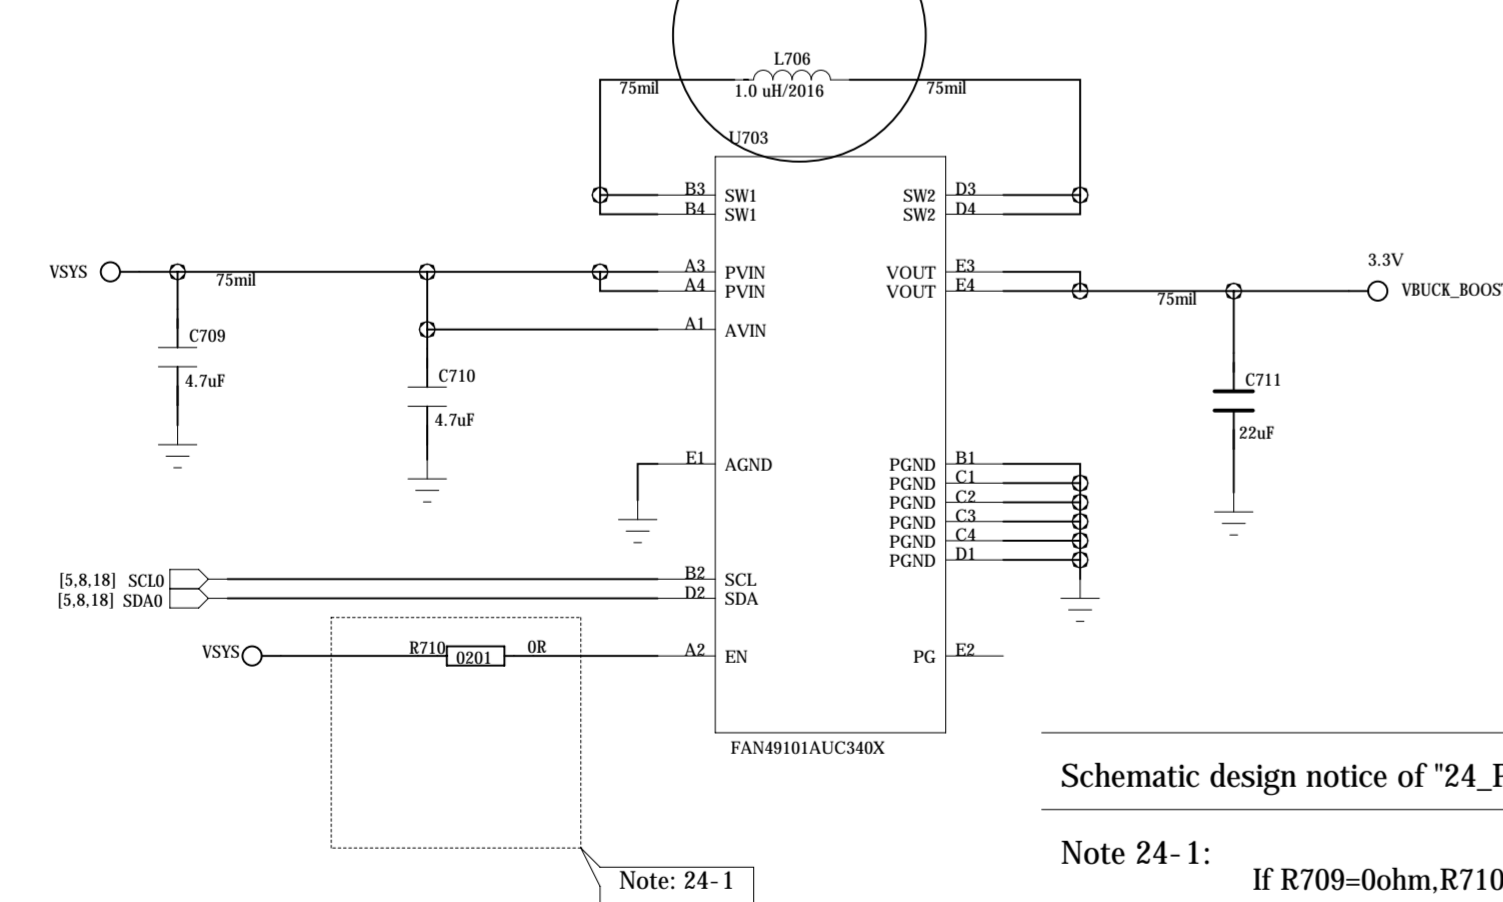 L706
75mil
75mil
1.0 uH/2016
U703
B3 SW1
B4 SW1
SW2 D3
SW2 D4
VSYS
75mil
A3 PVIN
A4 PVIN
A1 AVIN
VOUT E3
VOUT E4
3.3V
75mil
VBUCK_BOOST
C709
4.7uF
C710
4.7uF
C711
22uF
E1 AGND
PGND B1
PGND C1
PGND C2
PGND C3
PGND C4
PGND D1
[5,8,18] SCL0
[5,8,18] SDA0
B2 SCL
D2 SDA
VSYS
R710
0201
0R
A2 EN
PG E2
FAN49101AUC340X
Schematic design notice of "24_
Note 24-1:
If R709=0ohm,R710
Note: 24-1